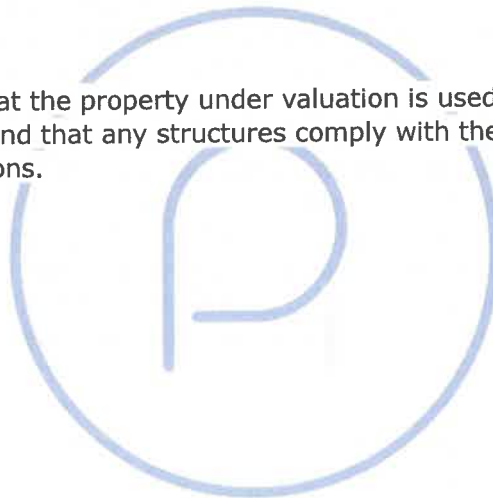 at the property under valuation is used
nd that any structures comply with the
ons.